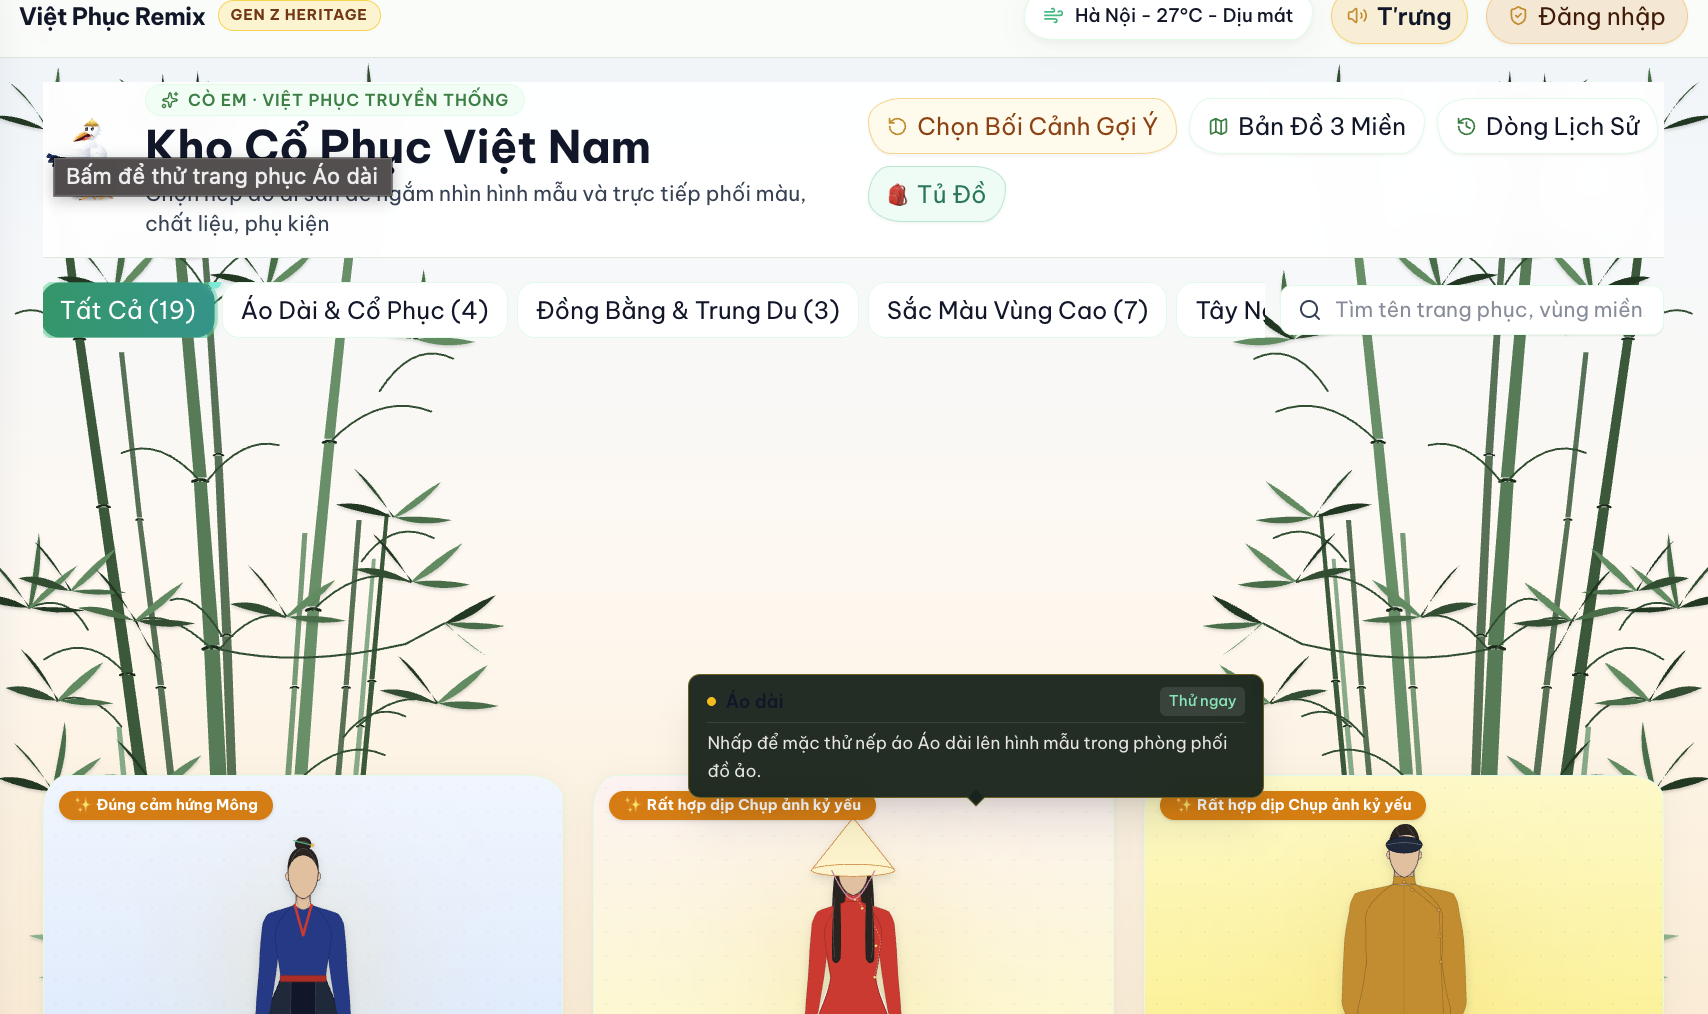 Việt Phục Remix
GEN Z HERITAGE
Hà Nội - 27°C - Dịu mát
T'rưng
Đăng nhập
CÒ EM · VIỆT PHỤC TRUYỀN THỐNG
Kho Cổ Phục Việt Nam
Bấm để thử trang phục Áo dài
ngắm nhìn hình mẫu và trực tiếp phối màu,
chất liệu, phụ kiện
Chọn Bối Cảnh Gợi Ý
Bản Đồ 3 Miền
Dòng Lịch Sử
Tủ Đồ
Tất Cả (19)
Áo Dài & Cổ Phục (4)
Đồng Bằng & Trung Du (3)
Sắc Màu Vùng Cao (7)
Tây
Tìm tên trang phục, vùng miền
Áo dài
Thử ngay
Nhấp để mặc thử nếp áo Áo dài lên hình mẫu trong phòng phối
đồ ảo.
✨ Đúng cảm hứng Mông
✨ Rất hợp dịp Chụp ảnh kỷ yếu
✨ Rất hợp dịp Chụp ảnh kỷ yếu